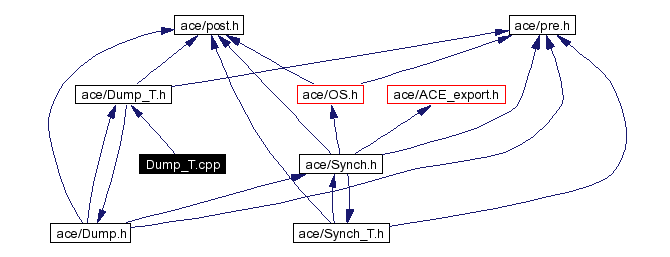 ace/post.h
ace/pre.h
ace/Dump_T.h
ace/OS.h
ace/ACE_export.h
Dump_T.cpp
ace/Synch.h
ace/Dump.h
ace/Synch_T.h